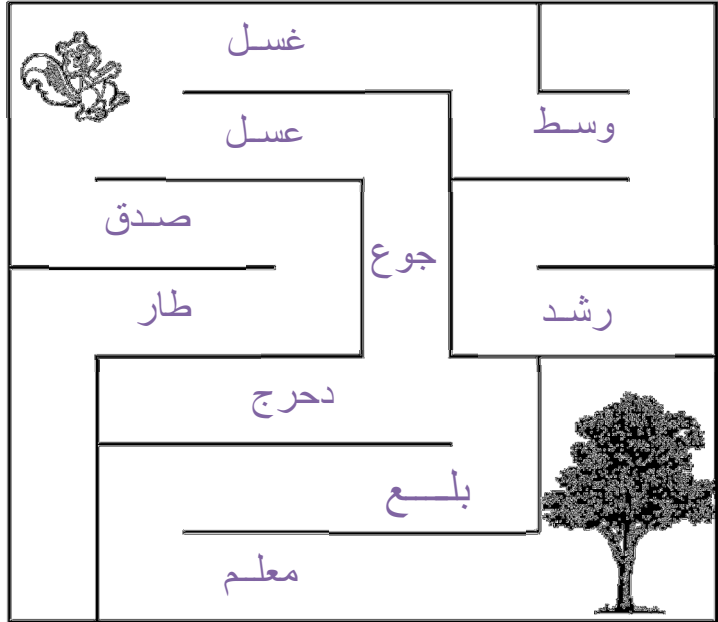 غسل
عسل
وسط
صدق
جوع
طار
رشد
دحرج
بلع
معلم